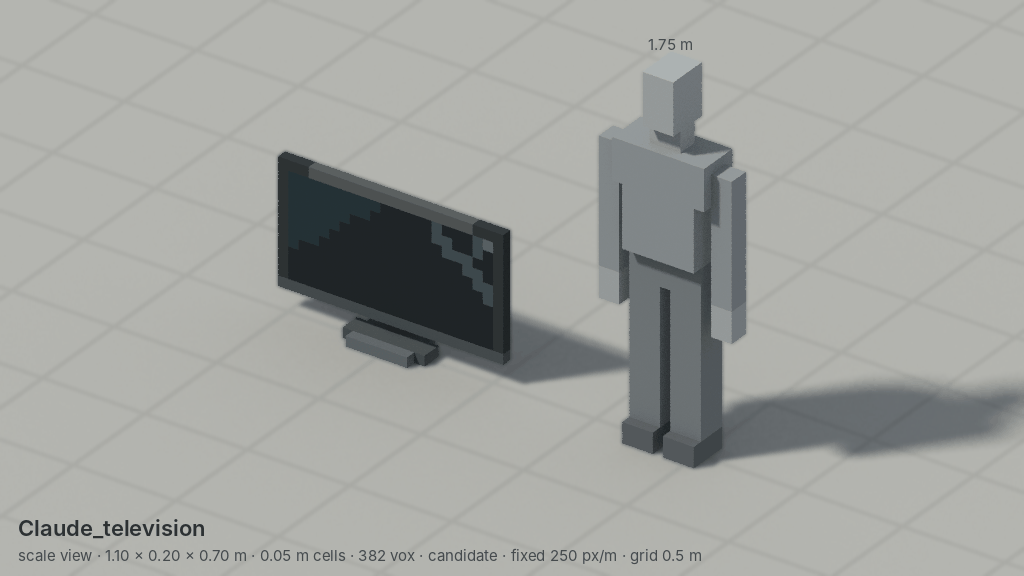 1.75 m
Claude_television
scale view · 1.10 × 0.20 × 0.70 m · 0.05 m cells · 382 vox · candidate · fixed 250 px/m · grid 0.5 m